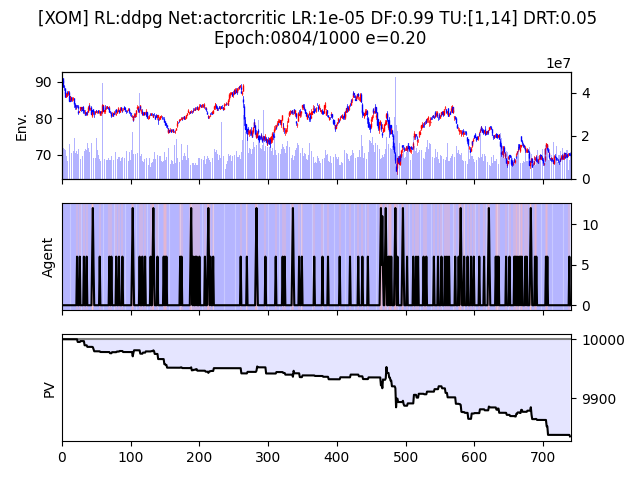 [XOM] RL:ddpg Net:actorcritic LR:1e-05 DF:0.99 TU:[1,14] DRT:0.05
Epoch:0804/1000 e=0.20
1e7
Env.
90
80
70
4
2
0
Agent
10
5
0
PV
10000
9900
0 100 200 300 400 500 600 700